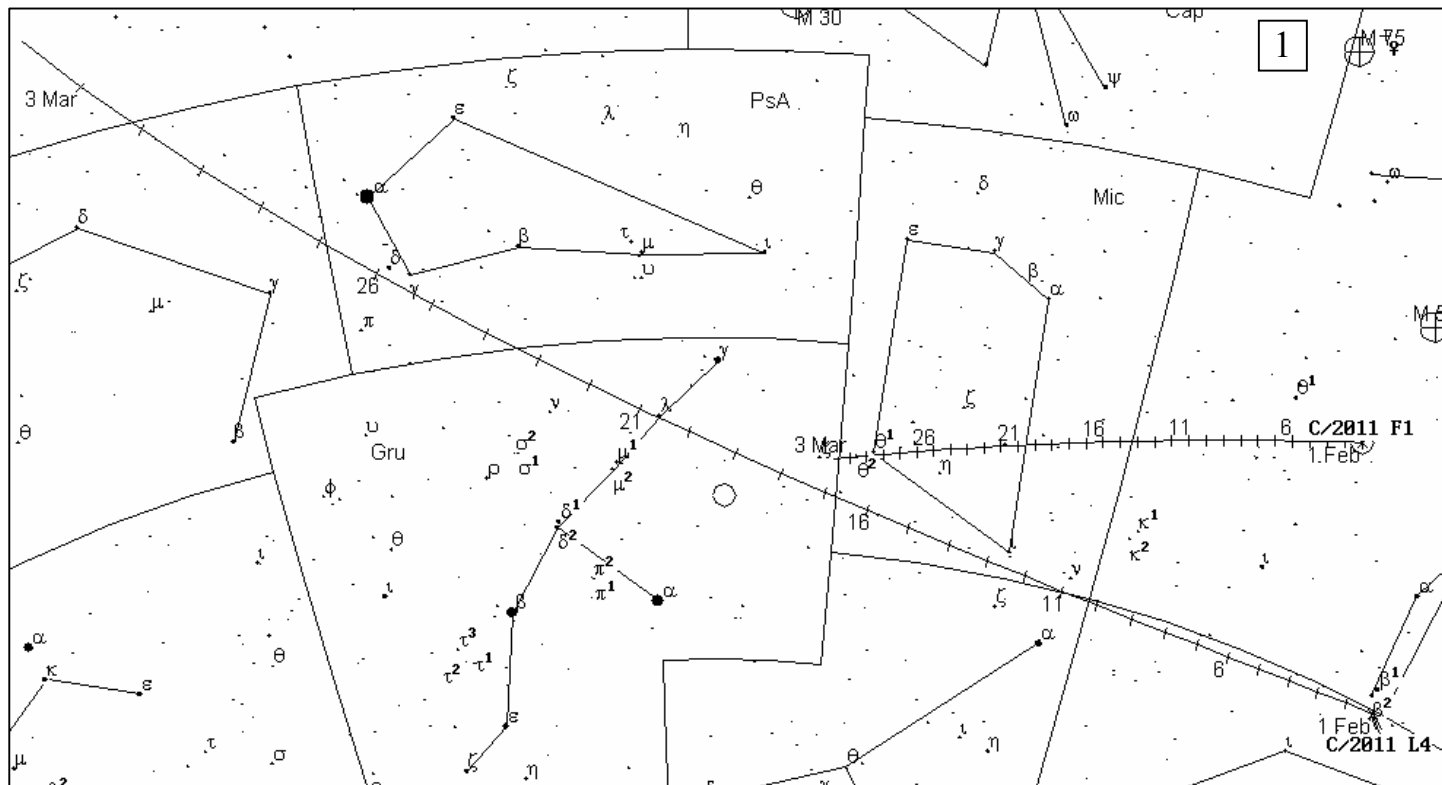 M 30
Cap
1
M 75
♀
3 Mar
ζ
PsA
ε
λ
η
ψ
ω
α
θ
δ
Mic
ω
δ
ε
γ
τ
μ
β
ι
υ
β
α
ζ
δ
26
γ
γ
μ
π
M 5
γ
ζ
θ¹
ν
λ
21
θ
υ
σ²
Gru
β
ρ
σ¹
μ¹
μ²
3 Mar
θ¹
26
21
16
11
6
C/2011 F1
1 Feb
θ²
η
φ
δ¹
δ²
16
κ¹
κ²
θ
ι
ι
ι
π²
π¹
α
ν
11
ζ
α
ι
β
τ³
τ²
τ¹
α
θ
κ
ε
α
6
β¹
β²
1 Feb
C/2011 L4
ε
ι
η
ι
τ
σ
μ
ζ
η
θ